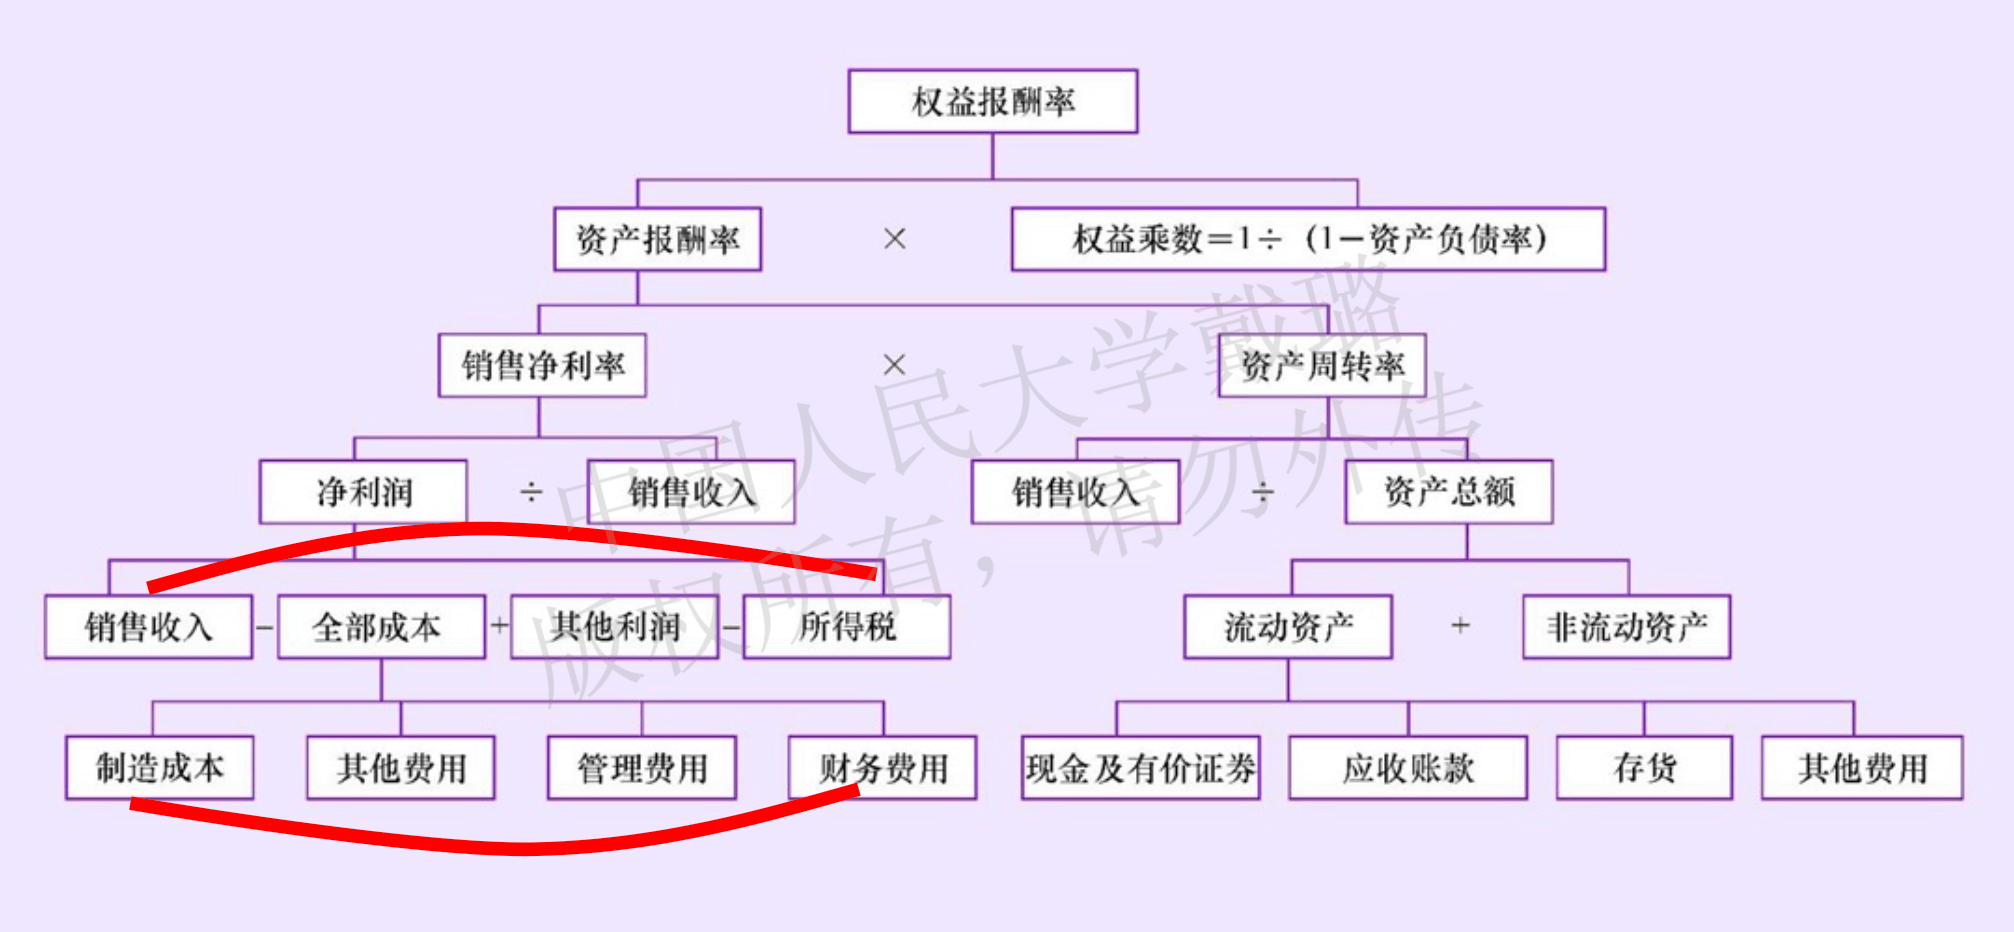 权益报酬率
资产报酬率 × 权益乘数＝1÷（1－资产负债率）
销售净利率 × 资产周转率
净利润 ÷ 销售收入 销售收入 ÷ 资产总额
销售收入 － 全部成本 + 其他利润 － 所得税 流动资产 + 非流动资产
制造成本 其他费用 管理费用 财务费用 现金及有价证券 应收账款 存货 其他费用
中国人民大学戴璐
版权所有，请勿外传